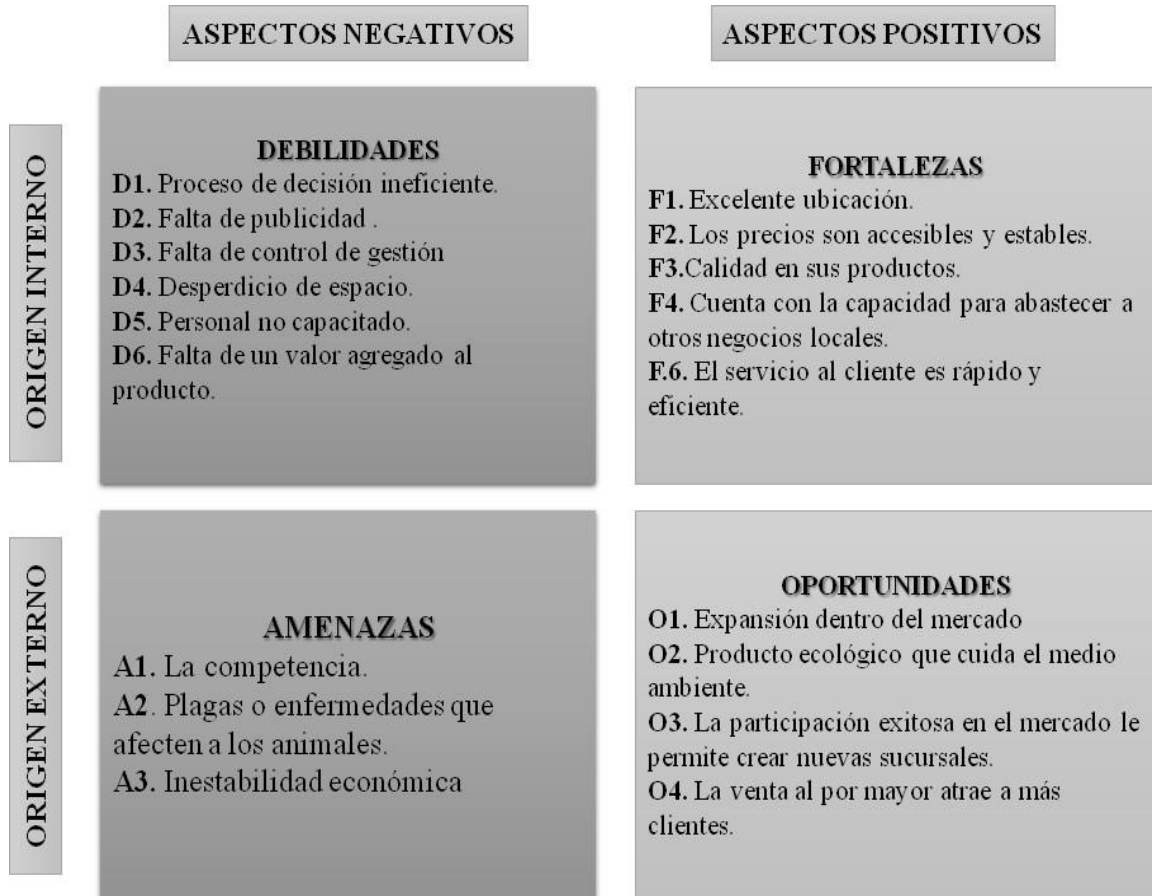 ASPECTOS NEGATIVOS
ASPECTOS POSITIVOS
ORIGEN INTERNO
DEBILIDADES
D1. Proceso de decisión ineficiente.
D2. Falta de publicidad .
D3. Falta de control de gestión
D4. Desperdicio de espacio.
D5. Personal no capacitado.
D6. Falta de un valor agregado al
producto.
FORTALEZAS
F1. Excelente ubicación.
F2. Los precios son accesibles y estables.
F3.Calidad en sus productos.
F4. Cuenta con la capacidad para abastecer a
otros negocios locales.
F.6. El servicio al cliente es rápido y
eficiente.
ORIGEN EXTERNO
AMENAZAS
A1. La competencia.
A2. Plagas o enfermedades que
afecten a los animales.
A3. Inestabilidad económica
OPORTUNIDADES
O1. Expansión dentro del mercado
O2. Producto ecológico que cuida el medio
ambiente.
O3. La participación exitosa en el mercado le
permite crear nuevas sucursales.
O4. La venta al por mayor atrae a más
clientes.